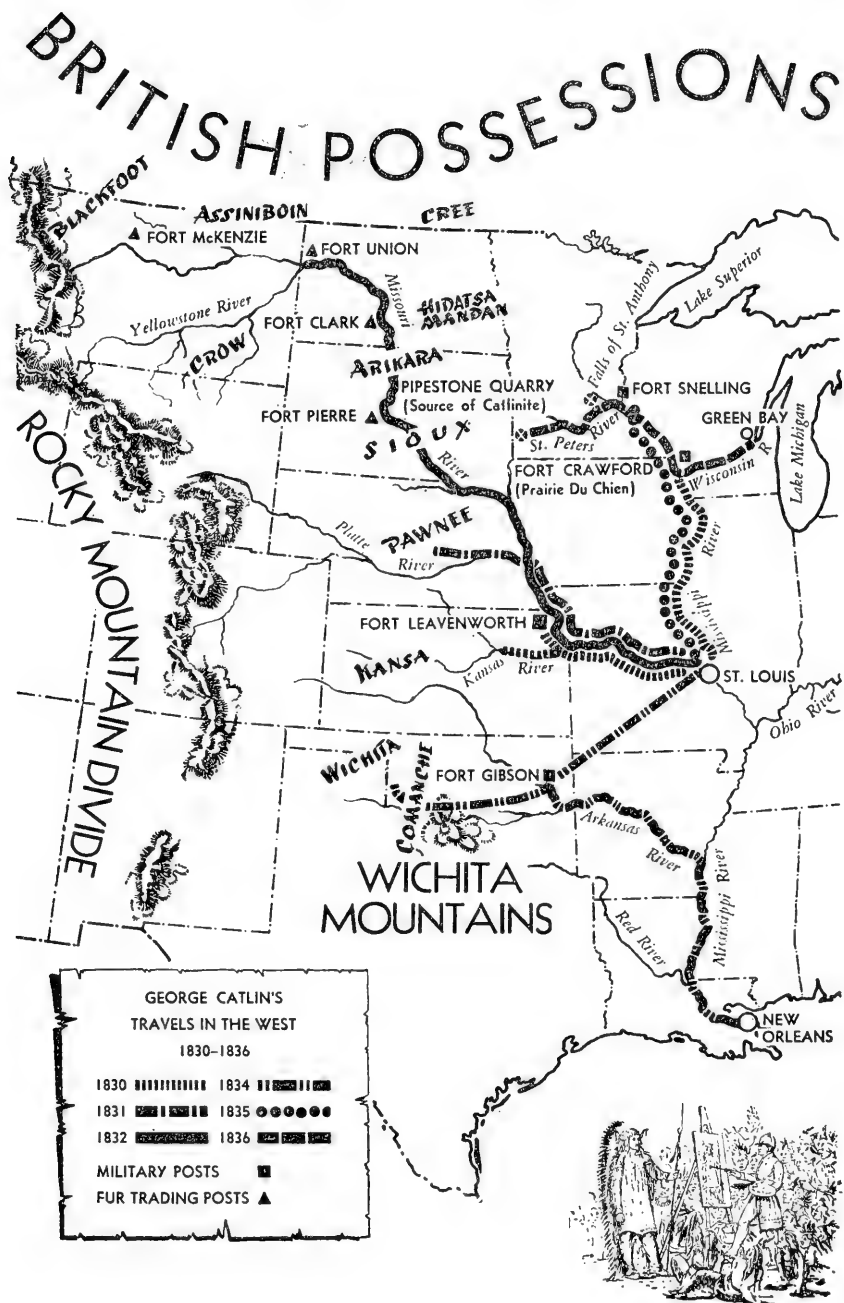 BRITISH POSSESSIONS
BLACKFOOT
ASSINIBOIN
CREE
FORT McKENZIE
FORT UNION
Missouri
Falls of St. Anthony
Lake Superior
HIDATSA
MANDAN
Yellowstone River
FORT CLARK
CROW
ARIKARA
PIPESTONE QUARRY
(Source of Catlinite)
FORT SNELLING
GREEN BAY
FORT PIERRE
SIOUX
St. Peters River
Lake Michigan
River
FORT CRAWFORD
(Prairie Du Chien)
Wisconsin R
ROCKY MOUNTAIN DIVIDE
Platte
River
PAWNEE
Mississippi
River
FORT LEAVENWORTH
KANSA
Kansas River
ST. LOUIS
Ohio River
WICHITA
COMANCHE
FORT GIBSON
Arkansas
River
WICHITA
MOUNTAINS
Mississippi River
Red River
NEW
ORLEANS
GEORGE CATLIN'S
TRAVELS IN THE WEST
1830–1836
1830 1834
1831 1835
1832 1836
MILITARY POSTS
FUR TRADING POSTS